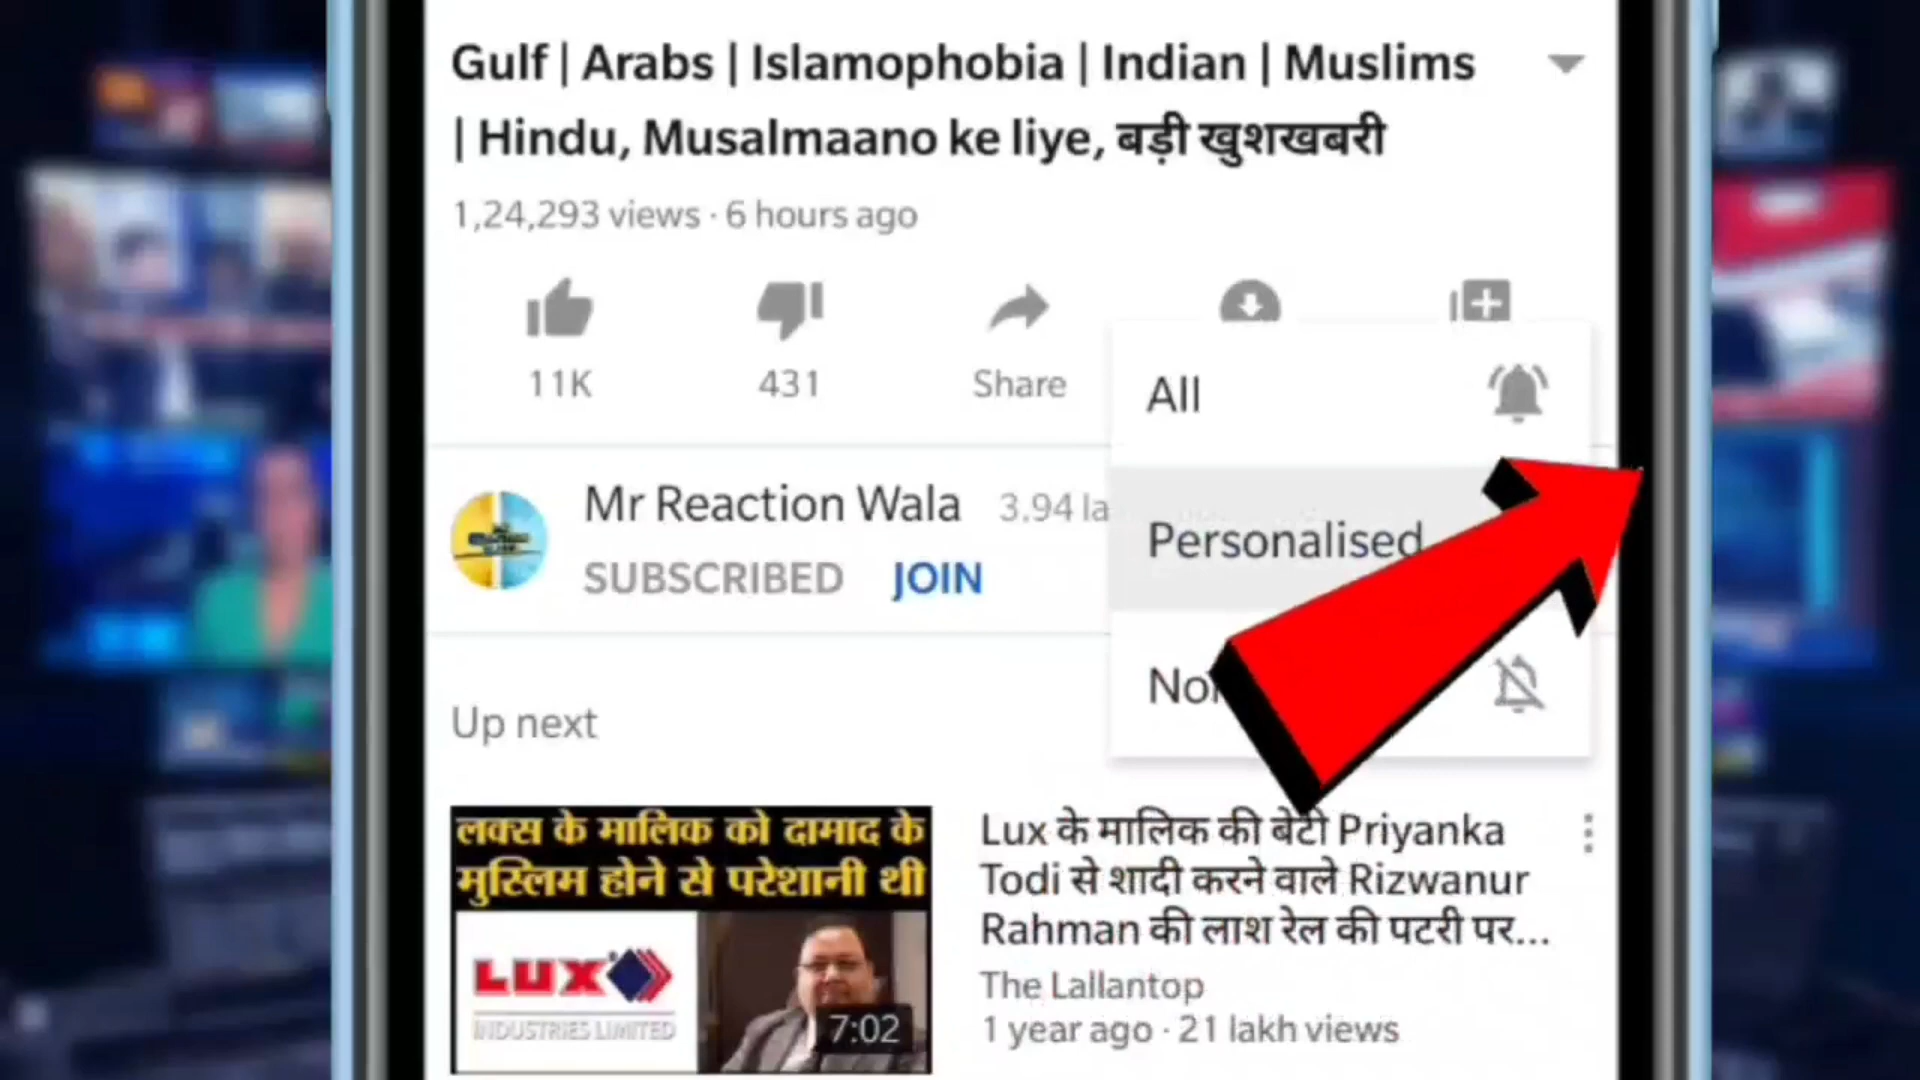 Gulf | Arabs | Islamophobia | Indian | Muslims
| Hindu, Musalmaano ke liye, बड़ी खुशखबरी
1,24,293 views · 6 hours ago
11K
431
Share
All
Mr Reaction Wala 3.94
Personalised
SUBSCRIBED JOIN
Up next
लक्स के मालिक को दामाद के
मुस्लिम होने से परेशानी थी
LUX
INDUSTRIES LIMITED
7:02
Lux के मालिक की बेटी Priyanka
Todi से शादी करने वाले Rizwanur
Rahman की लाश रेल की पटरी पर...
The Lallantop
1 year ago · 21 lakh views